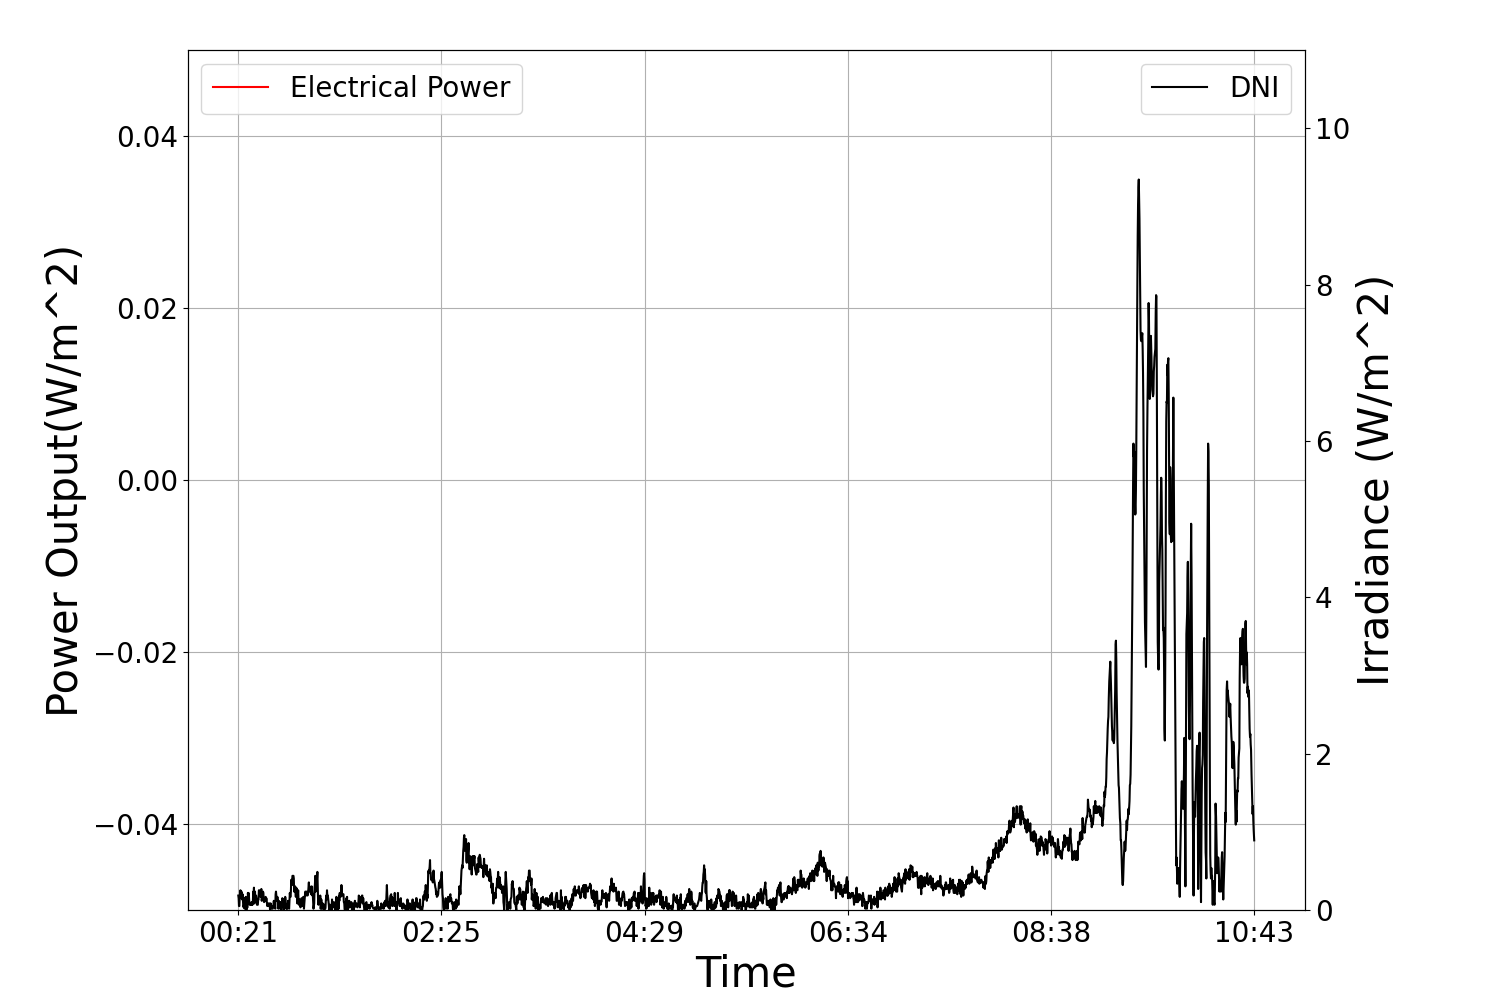 Electrical Power
DNI
0.04
0.02
0.00
−0.02
−0.04
Power Output(W/m^2)
10
8
6
4
2
0
Irradiance (W/m^2)
00:21 02:25 04:29 06:34 08:38 10:43
Time